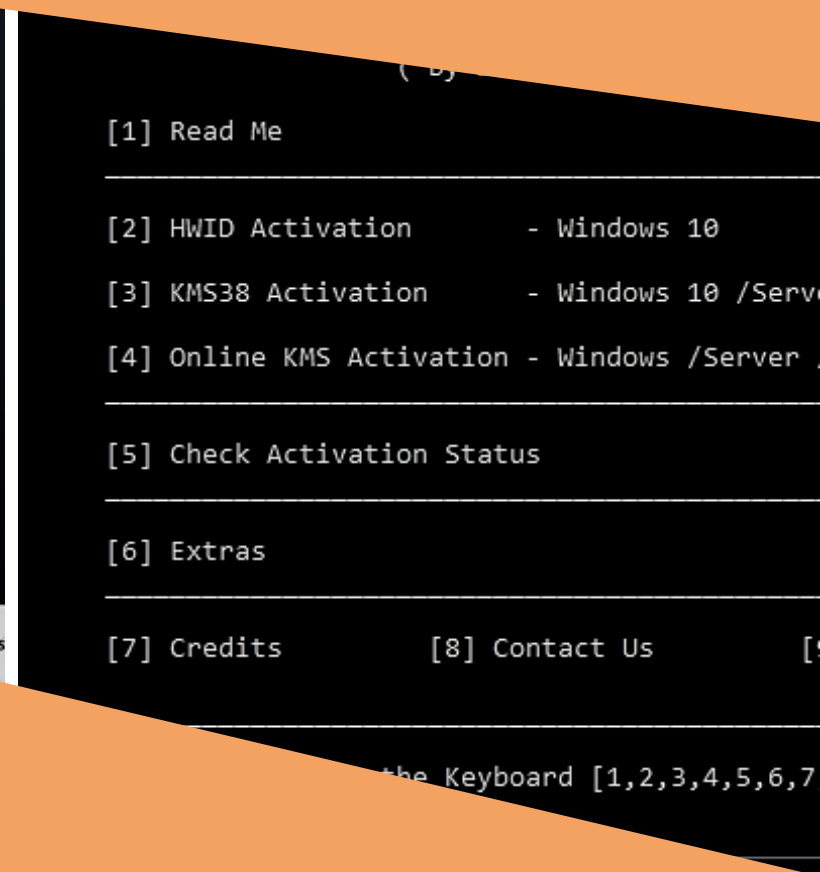 [1] Read Me
[2] HWID Activation - Windows 10
[3] KMS38 Activation - Windows 10 /Serve
[4] Online KMS Activation - Windows /Server /
[5] Check Activation Status
[6] Extras
[7] Credits [8] Contact Us [9
the Keyboard [1,2,3,4,5,6,7